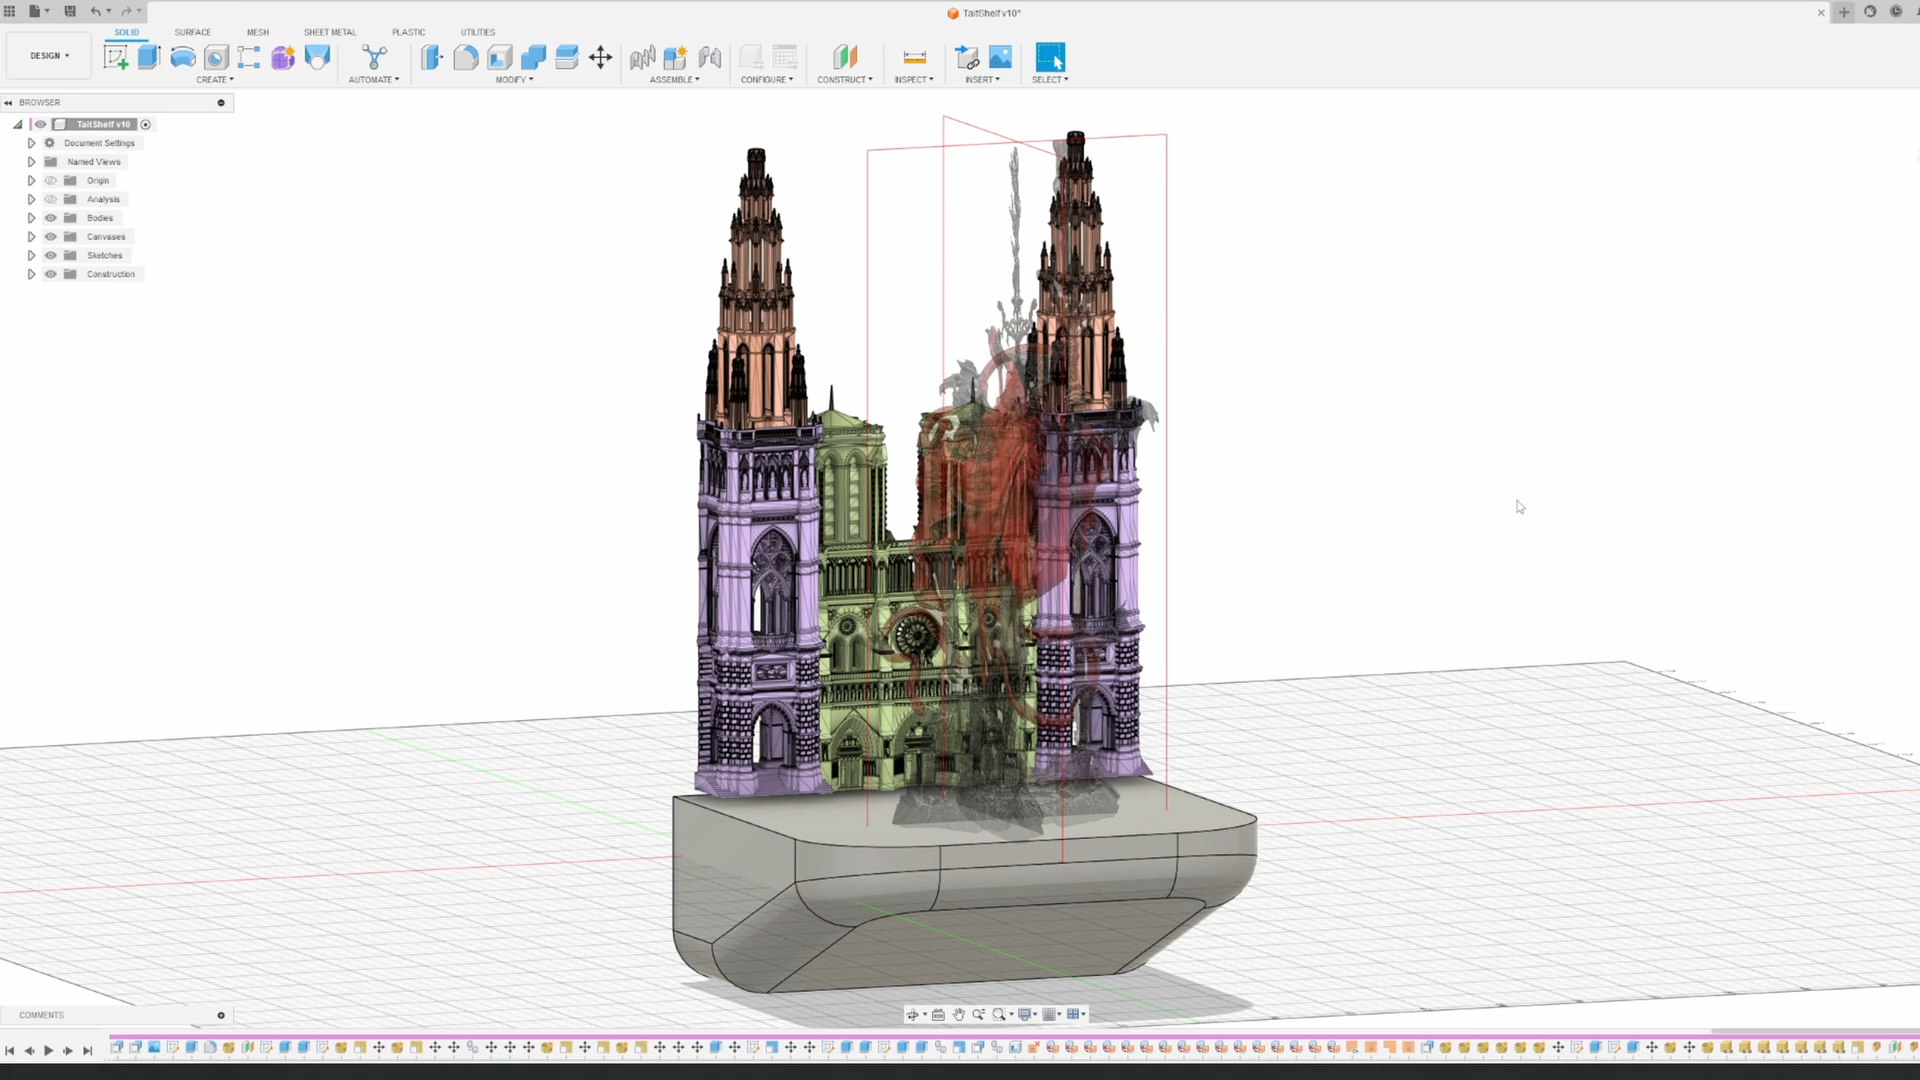 TaitShelf v10*
SOLID SURFACE MESH SHEET METAL PLASTIC UTILITIES
DESIGN
CREATE AUTOMATE MODIFY ASSEMBLE CONFIGURE CONSTRUCT INSPECT INSERT SELECT
BROWSER
TaitShelf v10
Document Settings
Named Views
Origin
Analysis
Bodies
Canvases
Sketches
Construction
COMMENTS